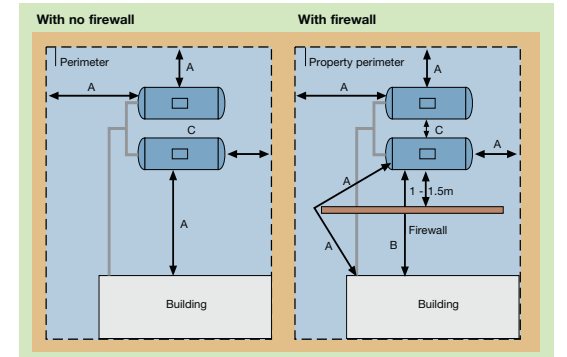 With no firewall
Perimeter
A
A
C
A
Building
With firewall
Property perimeter
A
A
C
A
A
1 - 1.5m
Firewall
A
B
Building